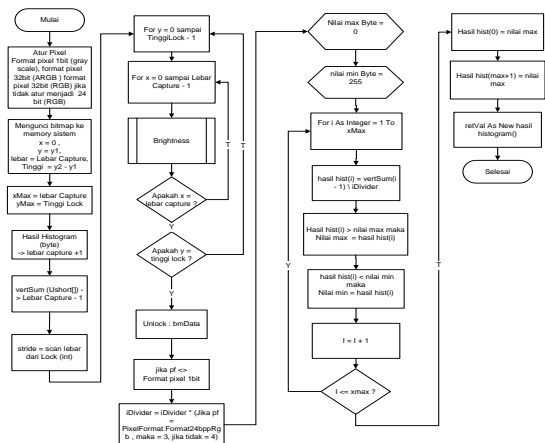 Mulai
Atur Pixel
Format pixel 1bit (gray
scale), format pixel
32bit (ARGB ) format
pixel 32bit (RGB) jika
tidak atur menjadi 24
bit (RGB)
Mengunci bitmap ke
memory sistem
x = 0 ,
y = y1,
lebar = Lebar Capture,
Tinggi = y2 - y1
xMax = lebar Capture
yMax = Tinggi Lock
Hasil Histogram
(byte)
-> lebar capture +1
vertSum (Ushort[]) -
> Lebar Capture - 1
stride = scan lebar
dari Lock (int)
For y = 0 sampai
TinggiLock - 1
For x = 0 sampai Lebar
Capture - 1
Brightness
T
T
Apakah x =
lebar capture ?
Y
Apakah y =
tinggi lock ?
Y
Unlock : bmData
jika pf <>
Format pixel 1bit
iDivider = iDivider * (Jika pf
=
PixelFormat.Format24bppRg
b , maka = 3, jika tidak = 4)
Nilai max Byte =
0
nilai min Byte =
255
For i As Integer = 1 To
xMax
hasil hist(i) = vertSum(i
- 1) \ iDivider
Hasil hist(i) > nilai max maka
Nilai max = hasil hist(i)
Y
hasil hist(i) < nilai min
maka
Nilai min = hasil hist(i)
I = I + 1
I <= xmax ?
T
Hasil hist(0) = nilai max
Hasil hist(max+1) = nilai
max
retVal As New hasil
histogram()
Selesai